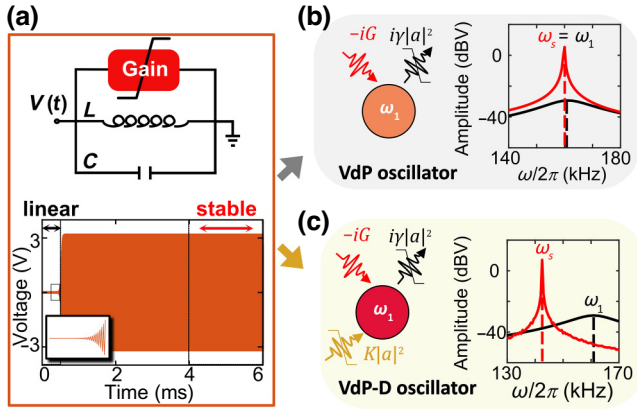 (a)
Gain
V(t)
L
C
linear
stable
Voltage (V)
3
-3
0
2
4
6
Time (ms)
(b)
-iG
iγ|a|²
ω₁
VdP oscillator
Amplitude (dBV)
0
-40
ωₛ = ω₁
140
180
ω/2π (kHz)
(c)
-iG
iγ|a|²
ω₁
K|a|²
VdP-D oscillator
Amplitude (dBV)
0
-40
ωₛ
ω₁
130
170
ω/2π (kHz)